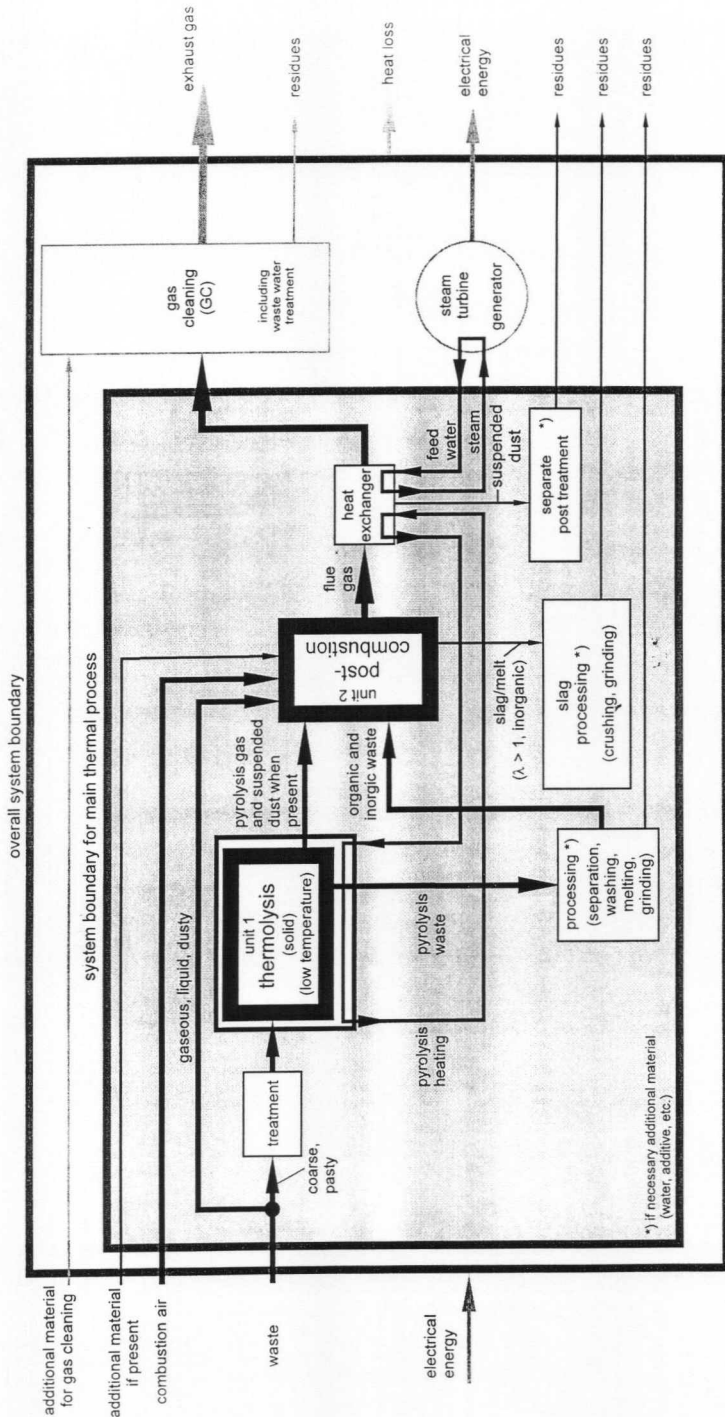 overall system boundary
system boundary for main thermal process
additional material
for gas cleaning
additional material
if present
combustion air
waste
electrical
energy
gaseous, liquid, dusty
coarse,
pasty
treatment
unit 1
thermolysis
(solid)
(low temperature)
pyrolysis gas
and suspended
dust when
present
unit 2
post-
combustion
flue
gas
heat
exchanger
gas
cleaning
(GC)
including
waste water
treatment
steam
turbine
generator
feed
water
steam
suspended
dust
separate
post treatment *)
slag/melt
(λ > 1, inorganic)
slag
processing *)
(crushing, grinding)
organic and
inorgic waste
pyrolysis
waste
pyrolysis
heating
processing *)
(separation,
washing,
melting,
grinding)
*) if necessary additional material
(water, additive, etc.)
exhaust gas
residues
heat loss
electrical
energy
residues
residues
residues